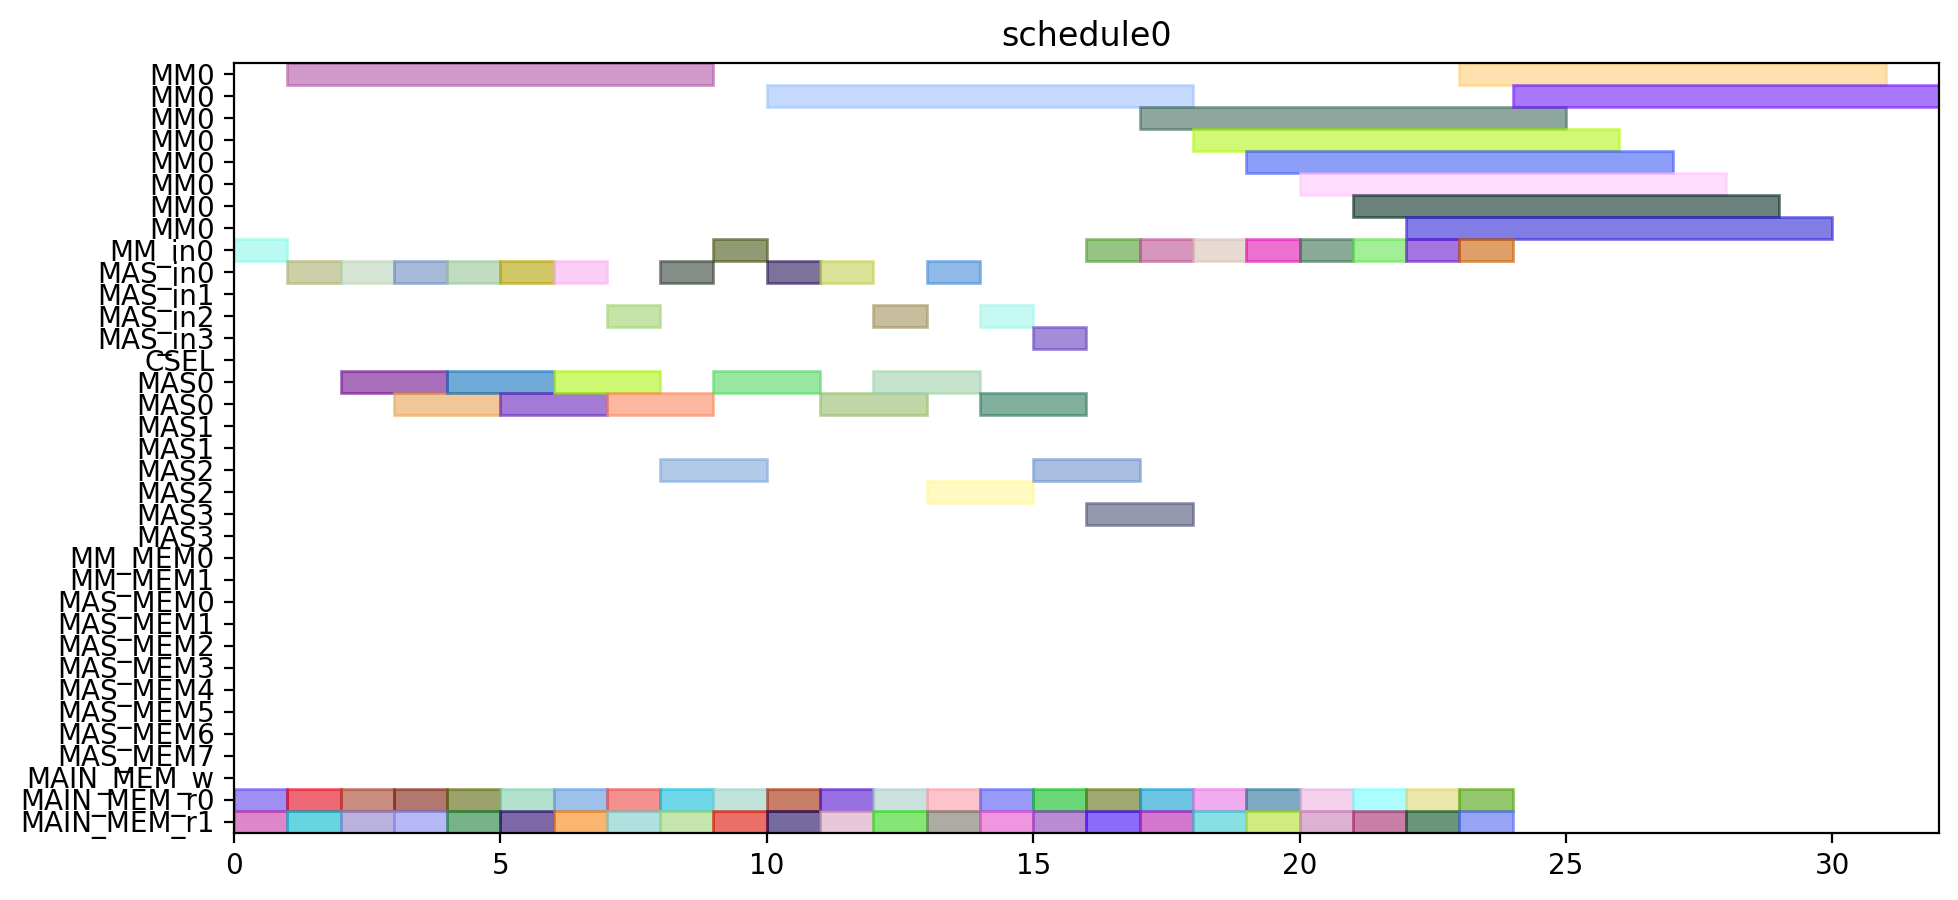 schedule0
MM0
MM0
MM0
MM0
MM0
MM0
MM0
MM0
MM_in0
MAS_in0
MAS_in1
MAS_in2
MAS_in3
CSEL
MAS0
MAS0
MAS1
MAS1
MAS2
MAS2
MAS3
MAS3
MM_MEM0
MM_MEM1
MAS_MEM0
MAS_MEM1
MAS_MEM2
MAS_MEM3
MAS_MEM4
MAS_MEM5
MAS_MEM6
MAS_MEM7
MAIN_MEM_w
MAIN_MEM_r0
MAIN_MEM_r1
0 5 10 15 20 25 30